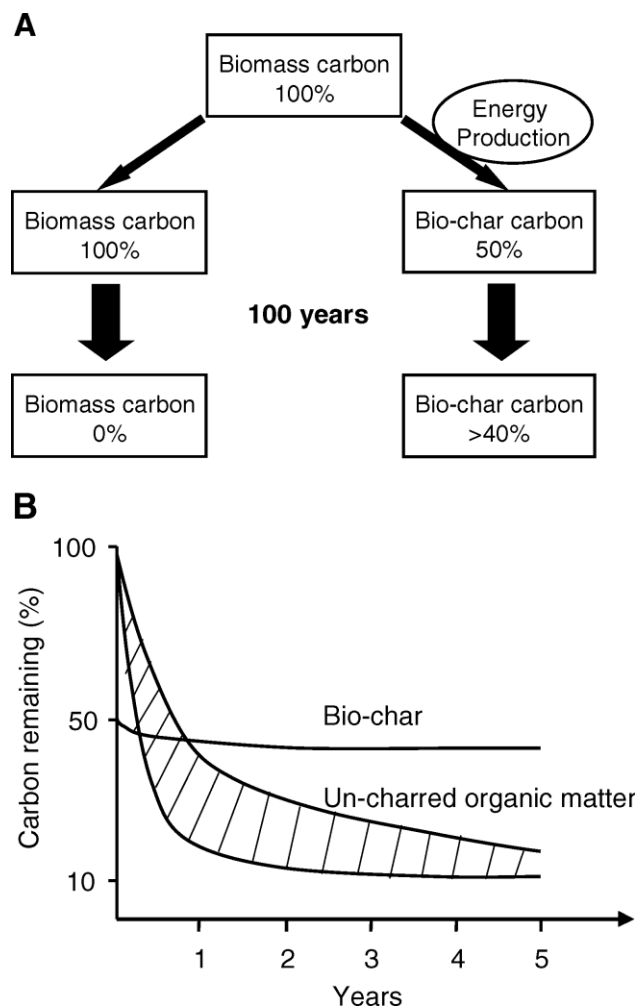 A
Biomass carbon
100%
Energy
Production
Biomass carbon
100%
Bio-char carbon
50%
100 years
Biomass carbon
0%
Bio-char carbon
>40%
B
100
50
10
Carbon remaining (%)
Bio-char
Un-charred organic matter
1 2 3 4 5
Years